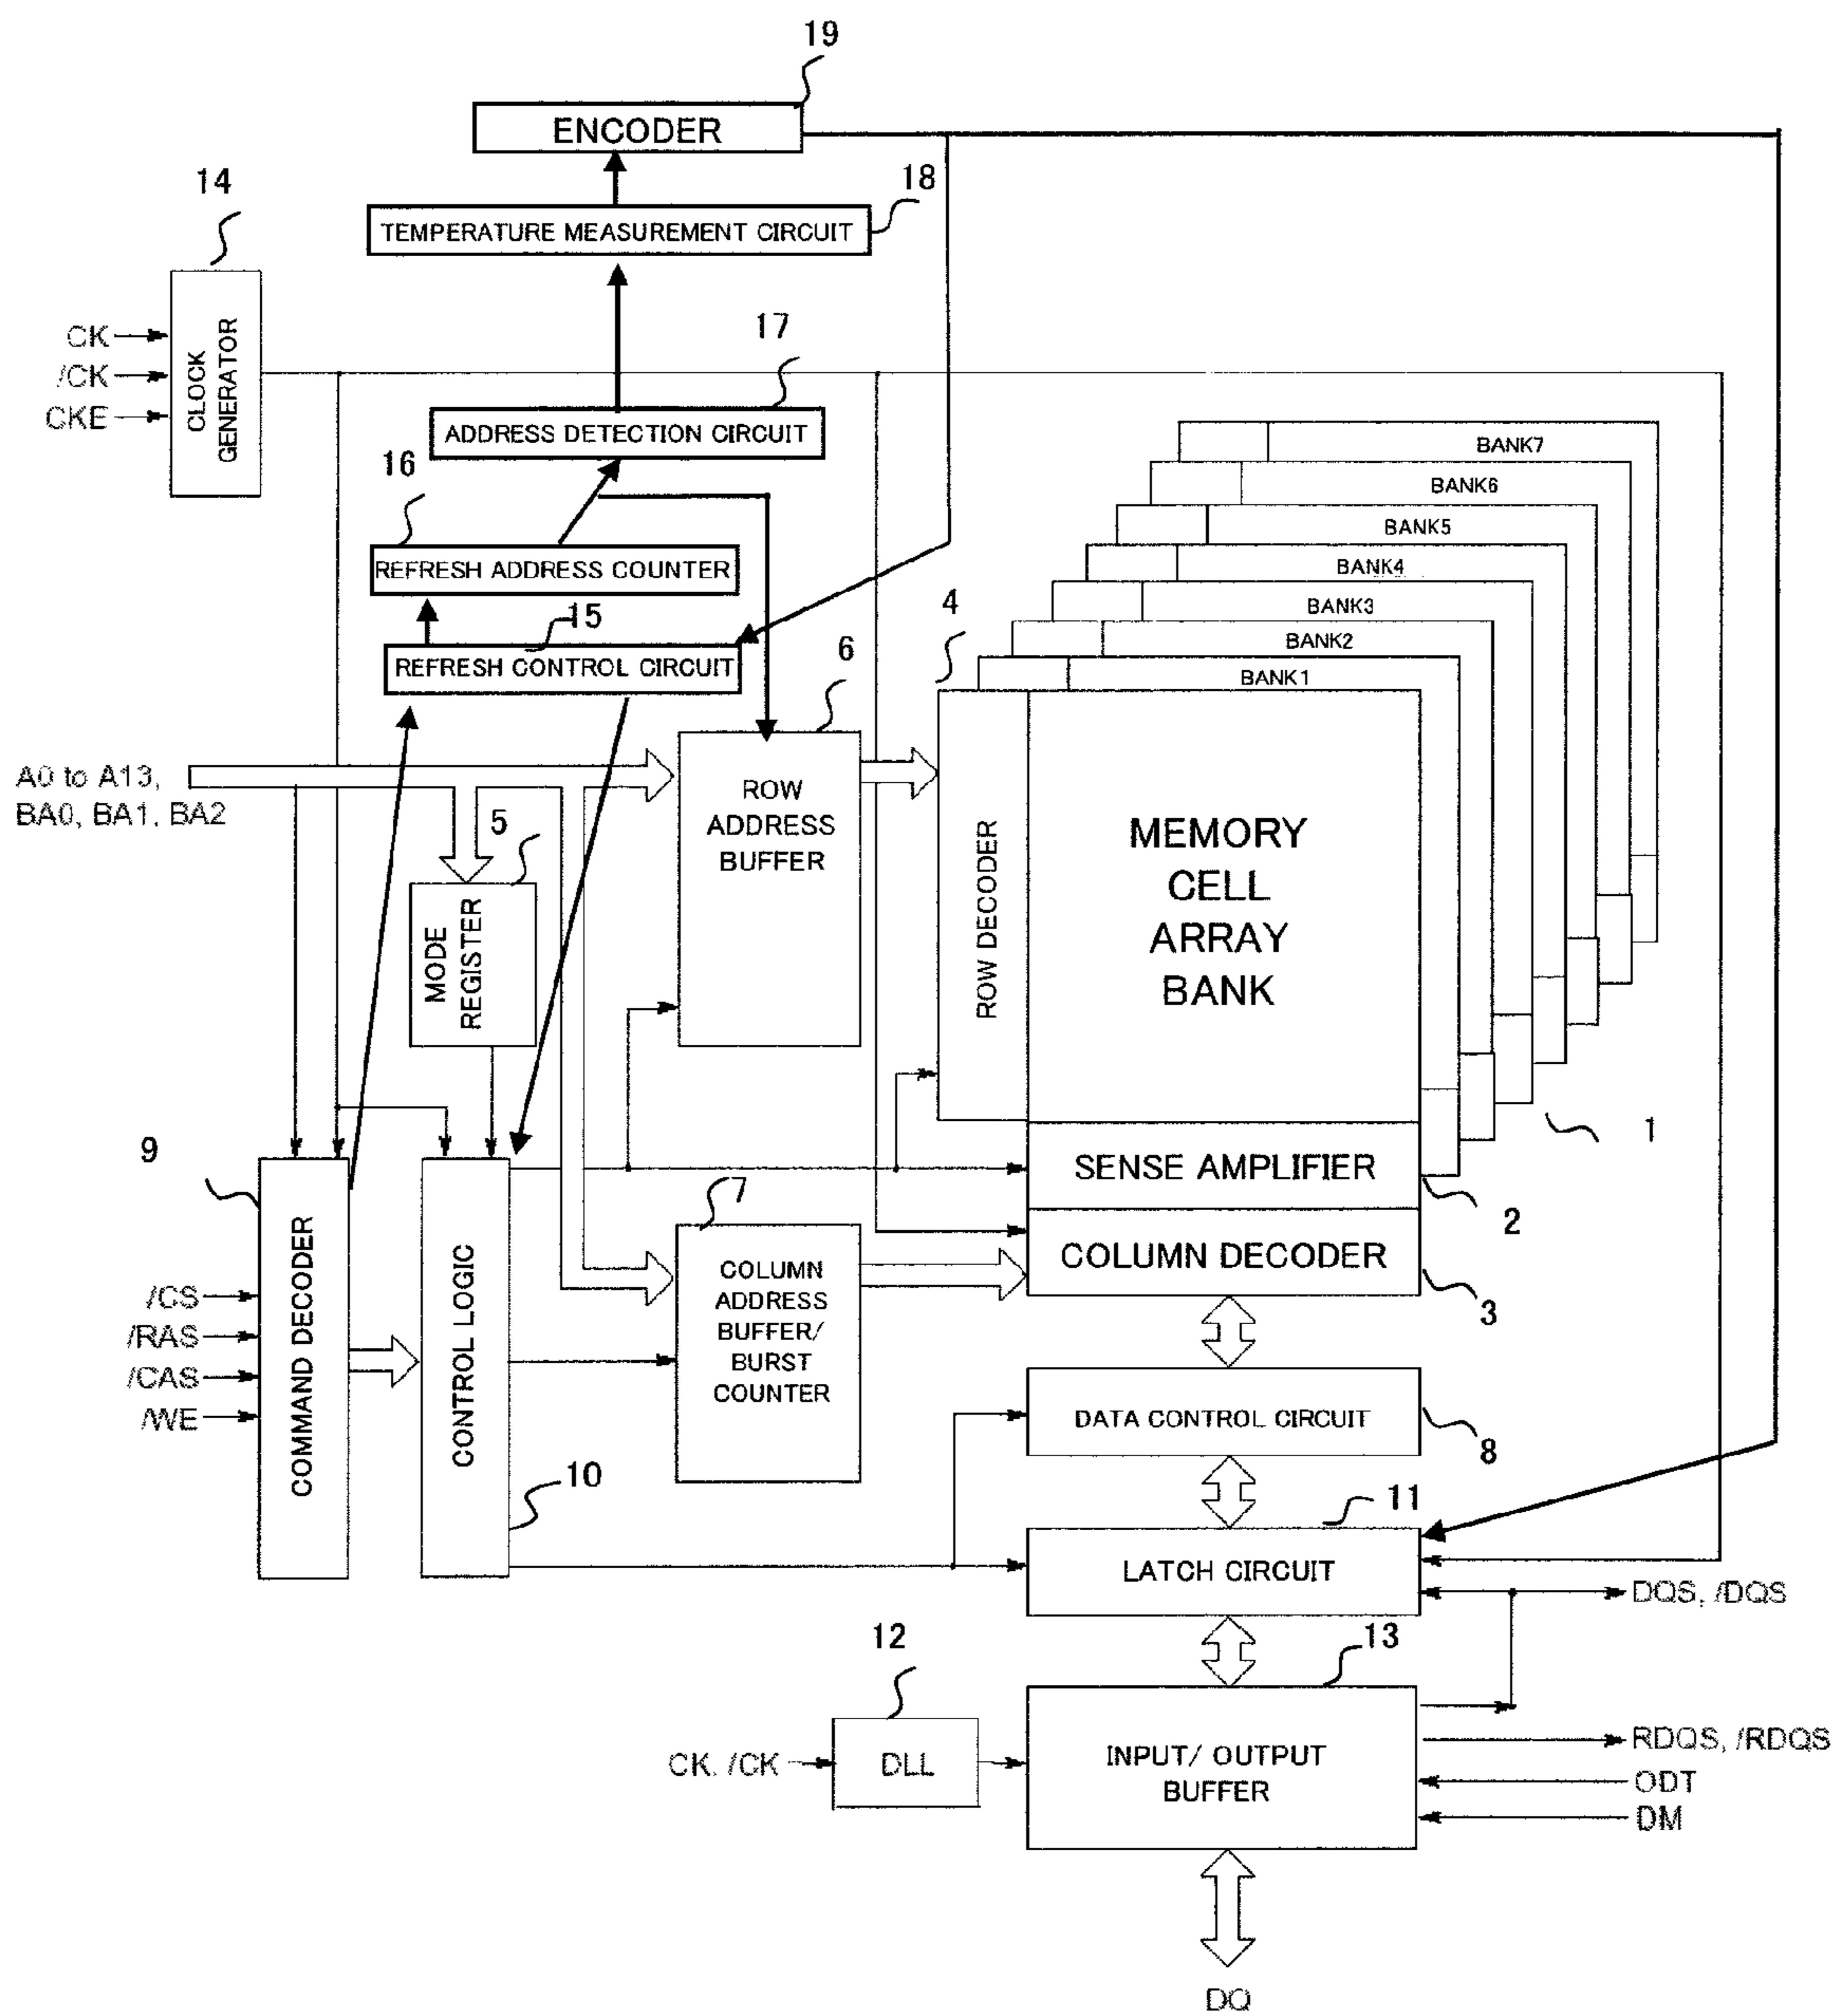 19
ENCODER
18
TEMPERATURE MEASUREMENT CIRCUIT
14
CK
/CK
CKE
CLOCK
GENERATOR
17
ADDRESS DETECTION CIRCUIT
16
REFRESH ADDRESS COUNTER
15
REFRESH CONTROL CIRCUIT
BANK7
BANK6
BANK5
BANK4
BANK3
BANK2
BANK1
4
6
A0 to A13,
BA0, BA1, BA2
5
MODE
REGISTER
ROW
ADDRESS
BUFFER
ROW DECODER
MEMORY
CELL
ARRAY
BANK
1
SENSE AMPLIFIER
2
COLUMN DECODER
3
9
/CS
/RAS
/CAS
/WE
COMMAND DECODER
CONTROL LOGIC
10
7
COLUMN
ADDRESS
BUFFER/
BURST
COUNTER
DATA CONTROL CIRCUIT
8
11
LATCH CIRCUIT
DQS, /DQS
12
CK, /CK
DLL
13
INPUT/ OUTPUT
BUFFER
RDQS, /RDQS
ODT
DM
DQ